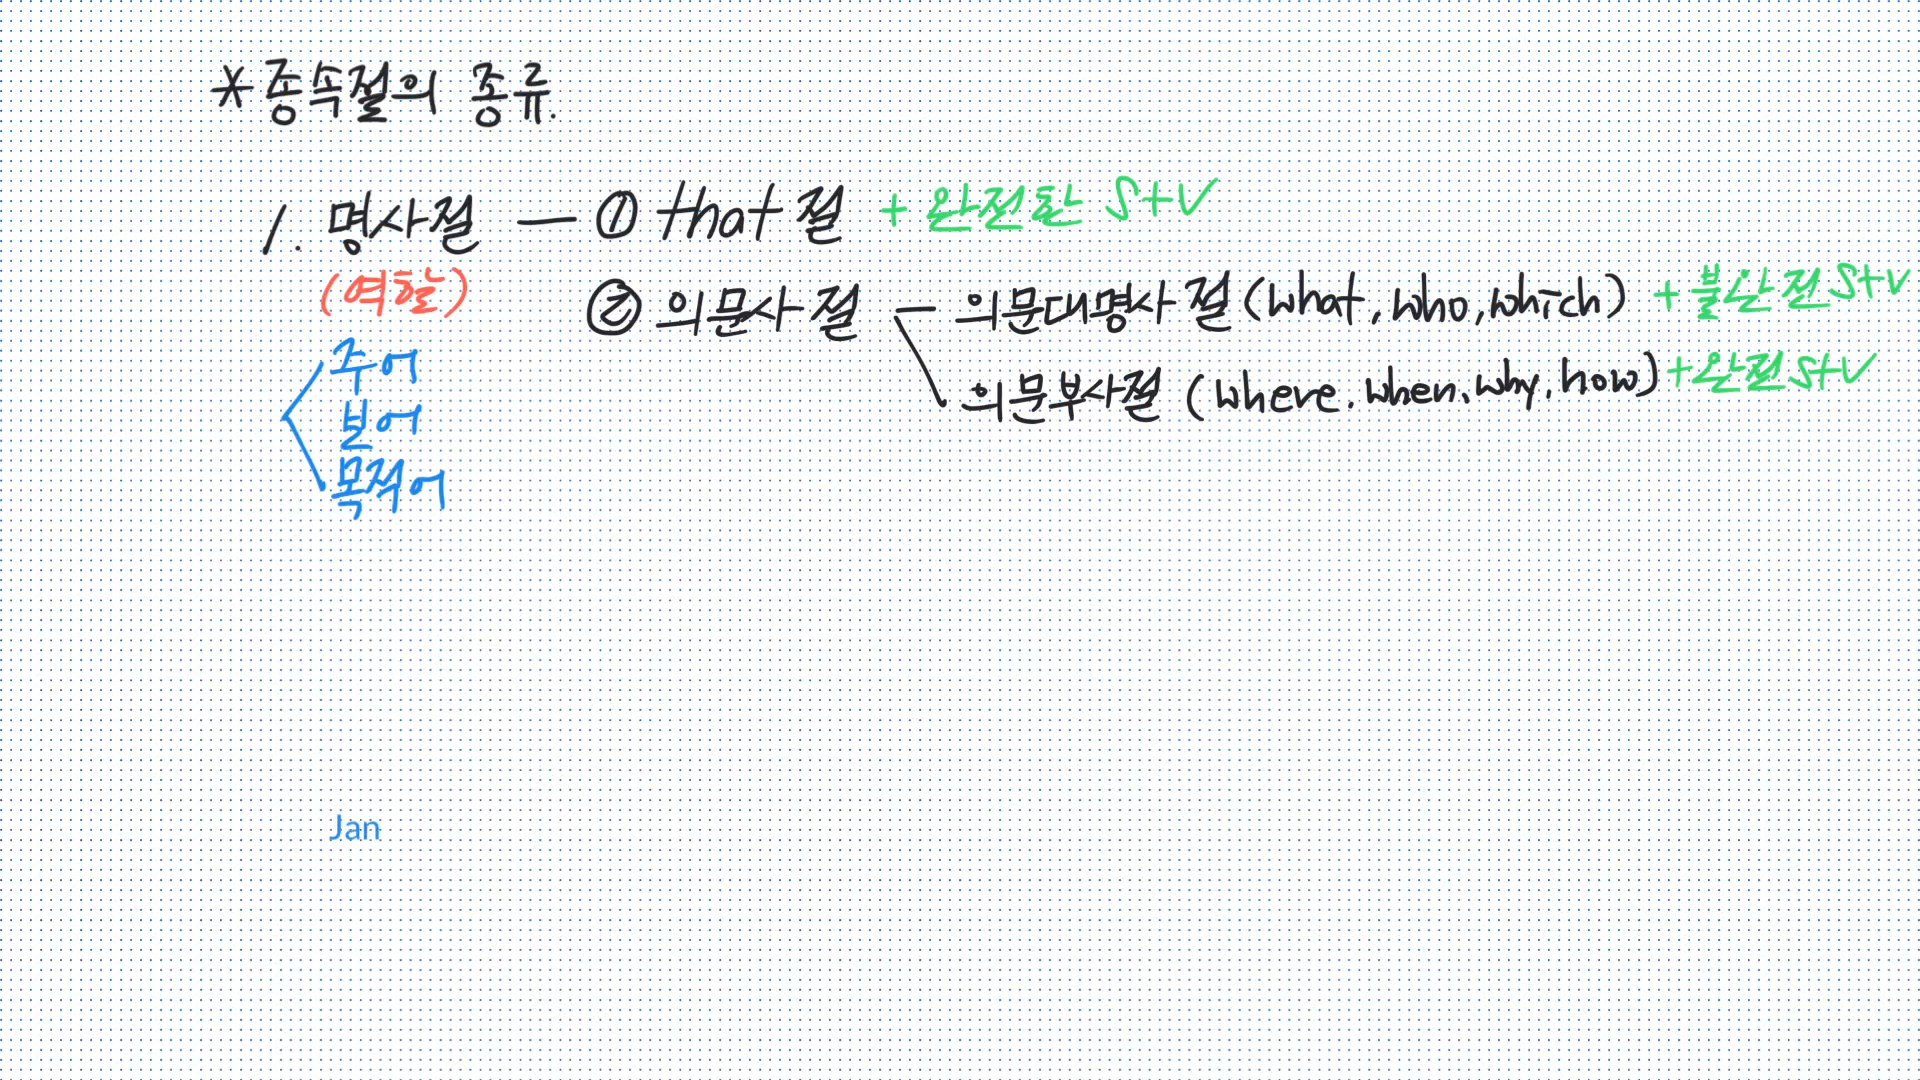 * 종속절의 종류.
1. 명사절 — ① that 절 + 완전한 S+V
(역할)
② 의문사 절 — 의문대명사 절 (what, who, which) + 불완전 S+V
의문부사절 (where. when, why, how) + 완전 S+V
주어
보어
목적어
Jan